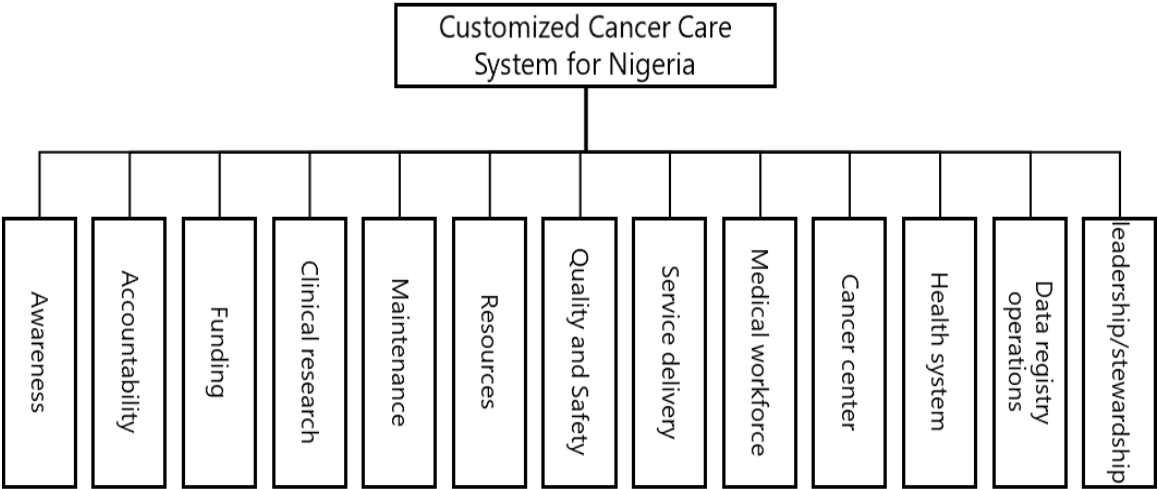 Customized Cancer Care
System for Nigeria
Awareness
Accountability
Funding
Clinical research
Maintenance
Resources
Quality and Safety
Service delivery
Medical workforce
Cancer center
Health system
Data registry
operations
leadership/stewardship